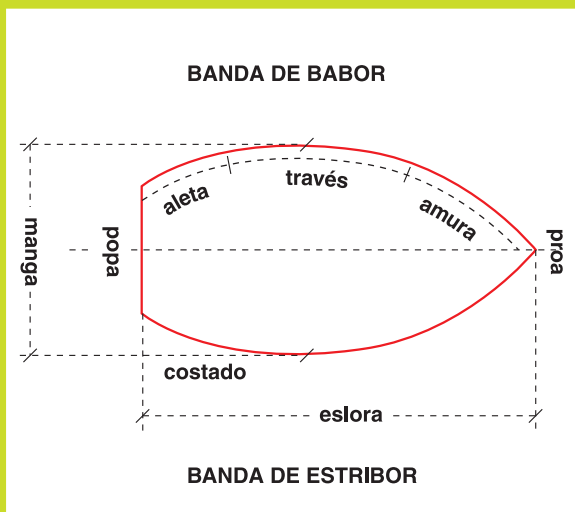 BANDA DE BABOR
aleta
través
amura
manga
popa
proa
costado
eslora
BANDA DE ESTRIBOR